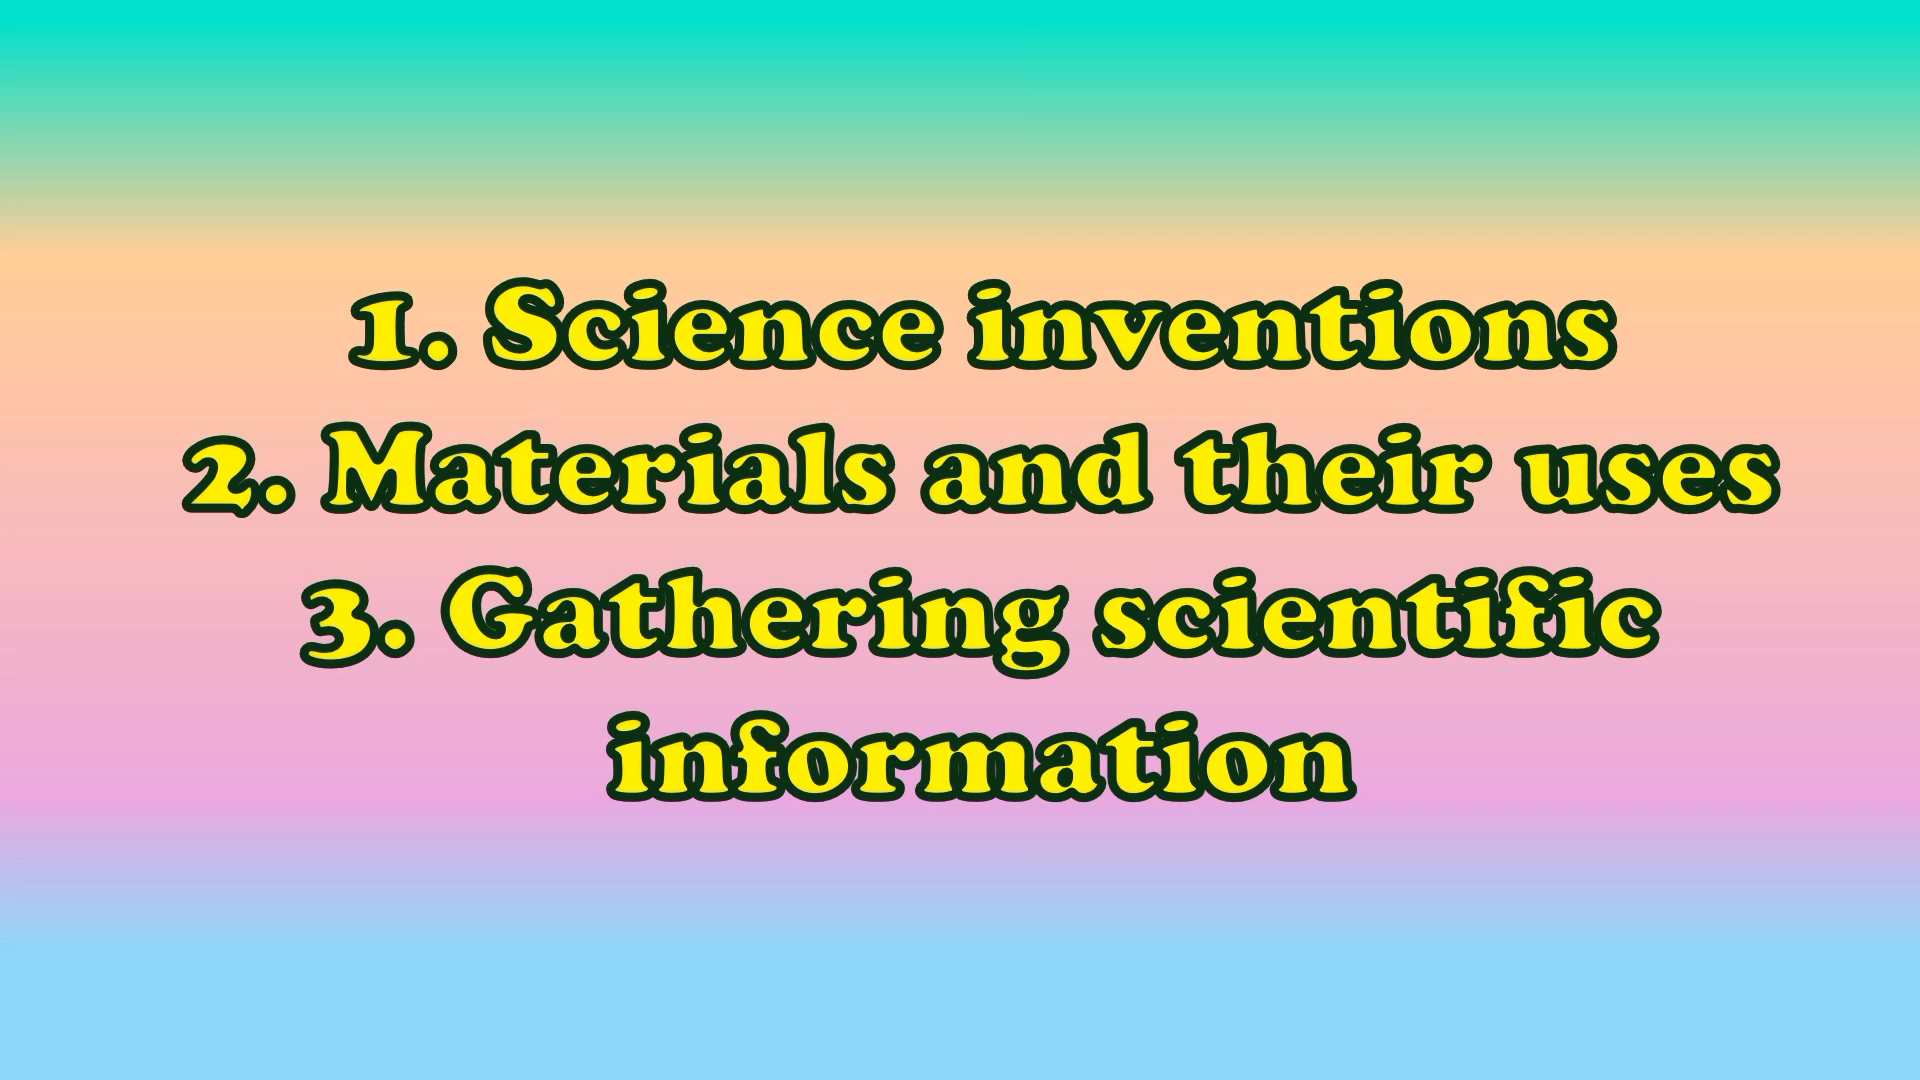 1. Science inventions
2. Materials and their uses
3. Gathering scientific
information